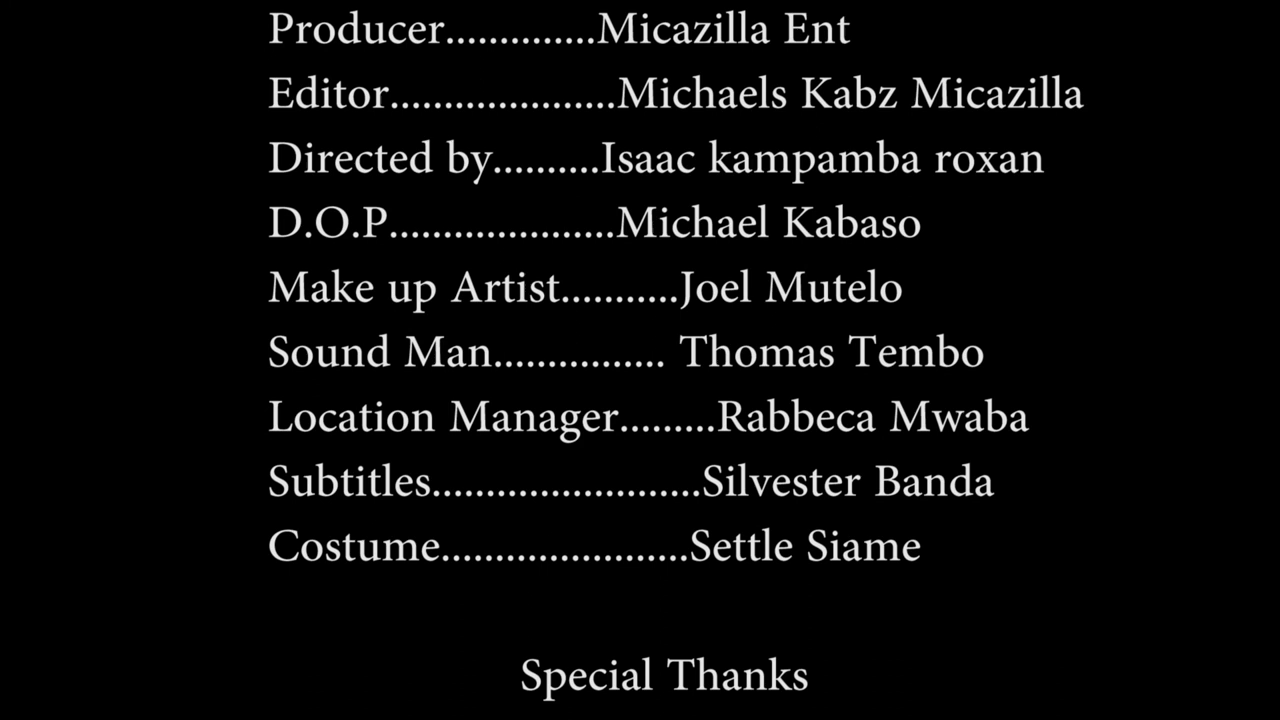 Producer..............Micazilla Ent
Editor.....................Michaels Kabz Micazilla
Directed by..........Isaac kampamba roxan
D.O.P.....................Michael Kabaso
Make up Artist...........Joel Mutelo
Sound Man................ Thomas Tembo
Location Manager.........Rabbeca Mwaba
Subtitles.........................Silvester Banda
Costume.......................Settle Siame
Special Thanks